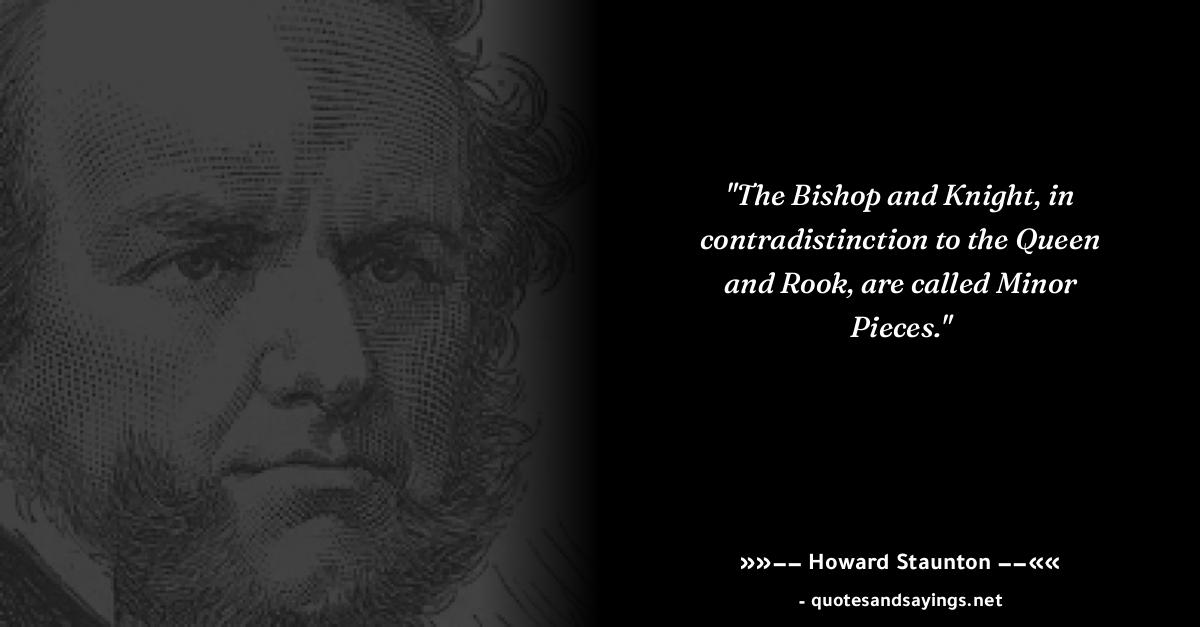 "The Bishop and Knight, in
contradistinction to the Queen
and Rook, are called Minor
Pieces."
»»−− Howard Staunton −−««
- quotesandsayings.net